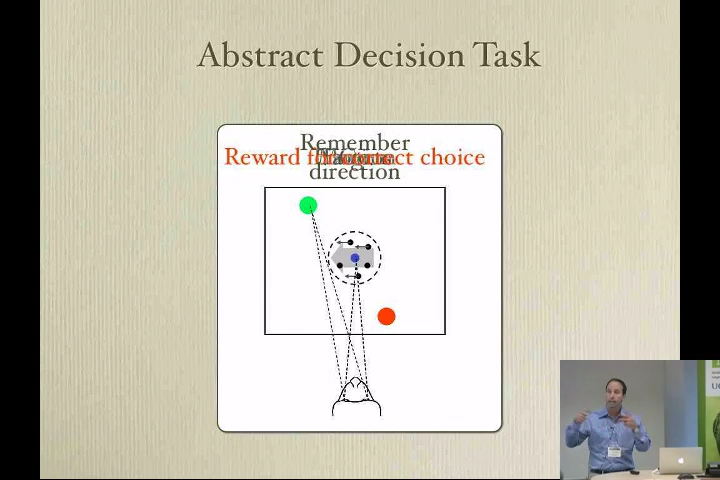 Abstract Decision Task
Remember
Reward for correct choice
direction